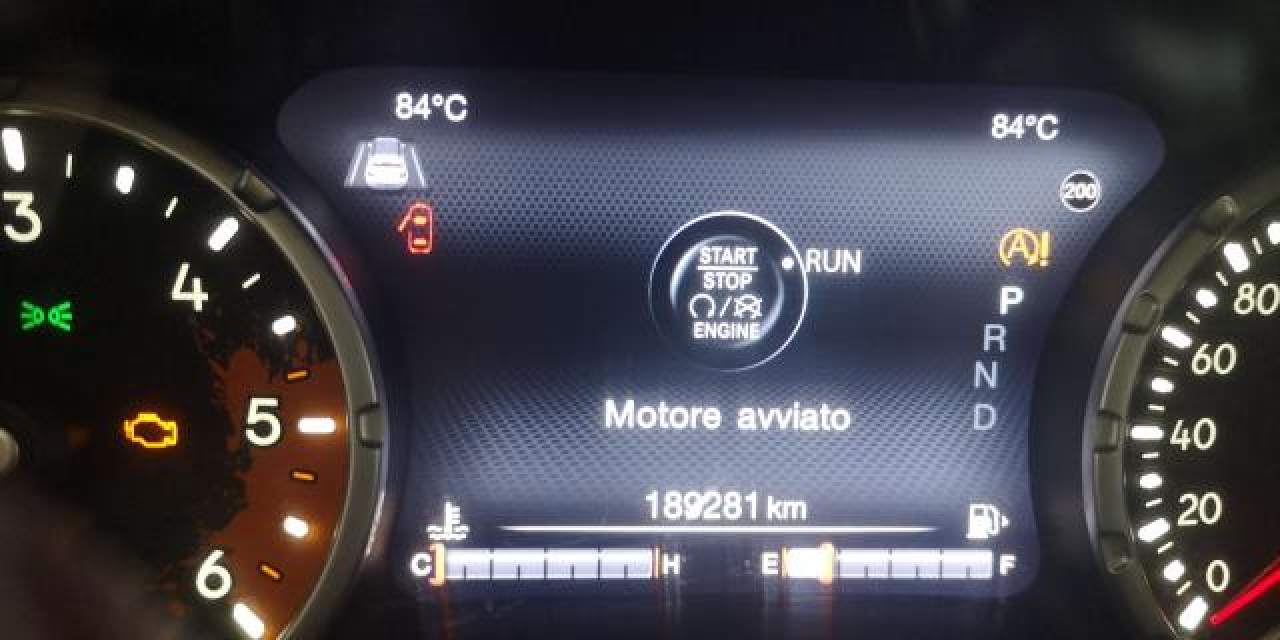 84°C
84°C
200
3
4
5
6
START
STOP
ENGINE
RUN
A!
P
R
N
D
Motore avviato
189281 km
C
H
E
F
80
60
40
20
0